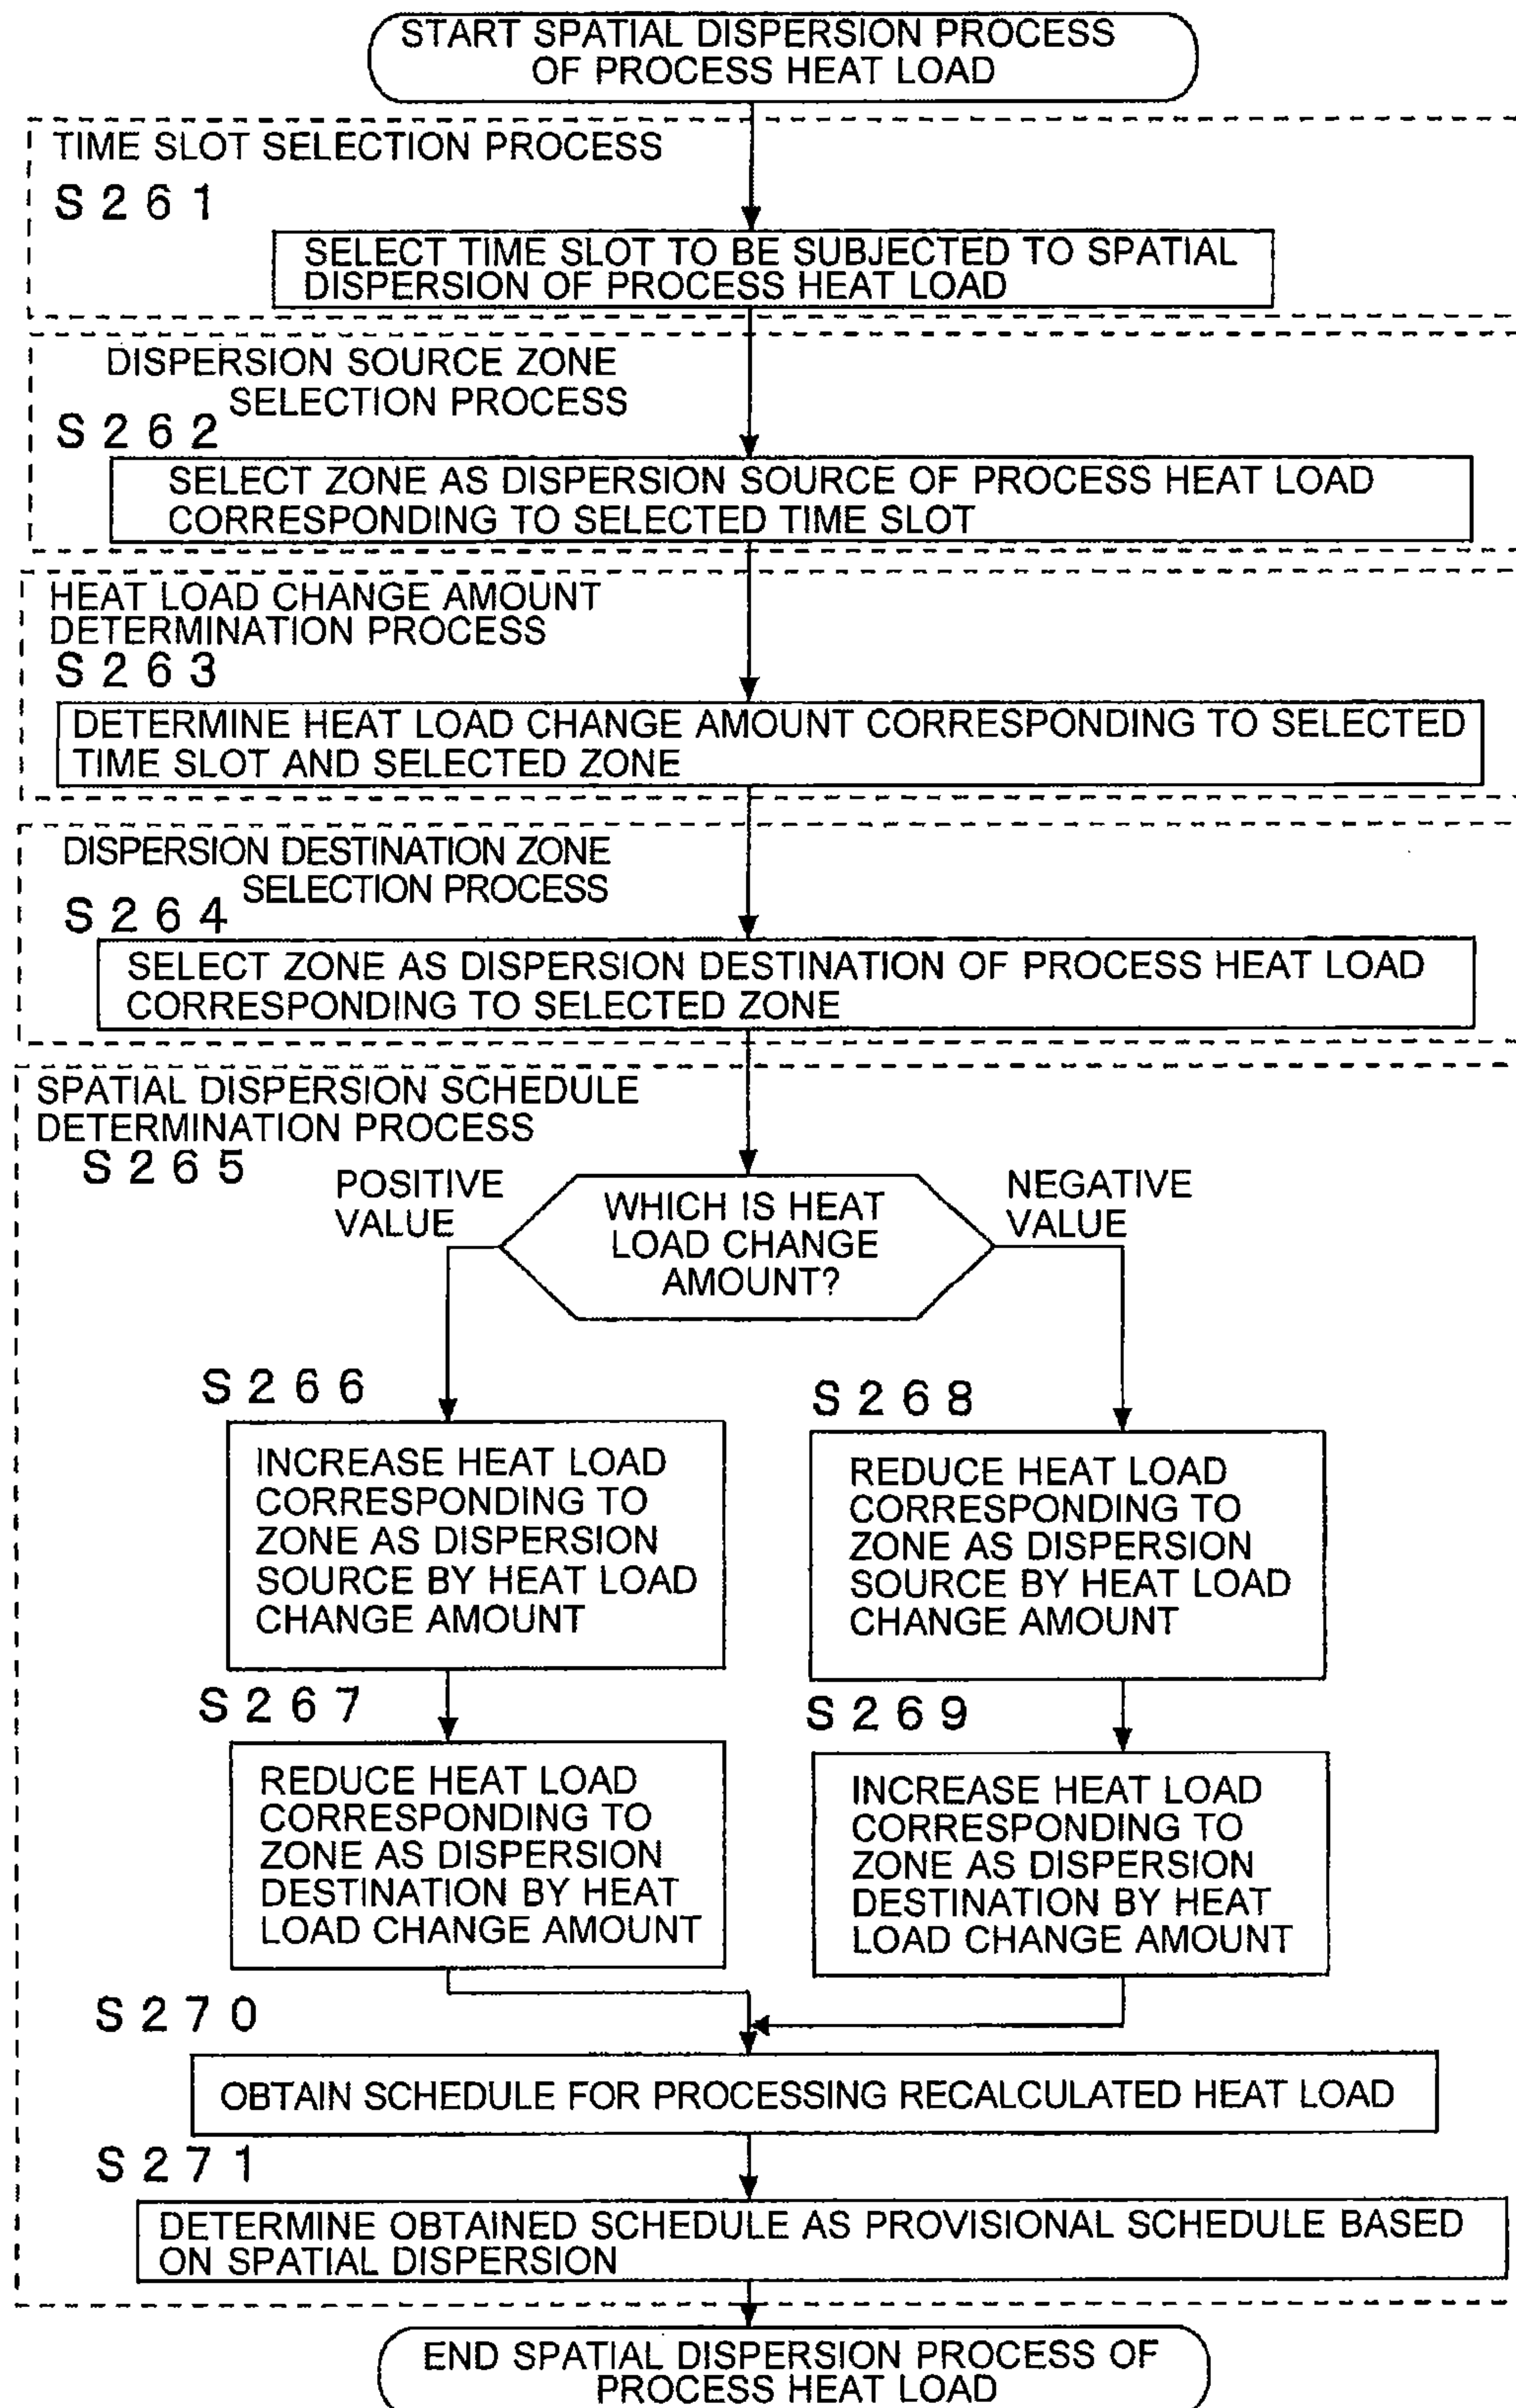 START SPATIAL DISPERSION PROCESS
OF PROCESS HEAT LOAD
TIME SLOT SELECTION PROCESS
S261
SELECT TIME SLOT TO BE SUBJECTED TO SPATIAL
DISPERSION OF PROCESS HEAT LOAD
DISPERSION SOURCE ZONE
SELECTION PROCESS
S262
SELECT ZONE AS DISPERSION SOURCE OF PROCESS HEAT LOAD
CORRESPONDING TO SELECTED TIME SLOT
HEAT LOAD CHANGE AMOUNT
DETERMINATION PROCESS
S263
DETERMINE HEAT LOAD CHANGE AMOUNT CORRESPONDING TO SELECTED
TIME SLOT AND SELECTED ZONE
DISPERSION DESTINATION ZONE
SELECTION PROCESS
S264
SELECT ZONE AS DISPERSION DESTINATION OF PROCESS HEAT LOAD
CORRESPONDING TO SELECTED ZONE
SPATIAL DISPERSION SCHEDULE
DETERMINATION PROCESS
S265
POSITIVE
VALUE
WHICH IS HEAT
LOAD CHANGE
AMOUNT?
NEGATIVE
VALUE
S266
INCREASE HEAT LOAD
CORRESPONDING TO
ZONE AS DISPERSION
SOURCE BY HEAT LOAD
CHANGE AMOUNT
S268
REDUCE HEAT LOAD
CORRESPONDING TO
ZONE AS DISPERSION
SOURCE BY HEAT LOAD
CHANGE AMOUNT
S267
REDUCE HEAT LOAD
CORRESPONDING TO
ZONE AS DISPERSION
DESTINATION BY HEAT
LOAD CHANGE AMOUNT
S269
INCREASE HEAT LOAD
CORRESPONDING TO
ZONE AS DISPERSION
DESTINATION BY HEAT
LOAD CHANGE AMOUNT
S270
OBTAIN SCHEDULE FOR PROCESSING RECALCULATED HEAT LOAD
S271
DETERMINE OBTAINED SCHEDULE AS PROVISIONAL SCHEDULE BASED
ON SPATIAL DISPERSION
END SPATIAL DISPERSION PROCESS OF
PROCESS HEAT LOAD